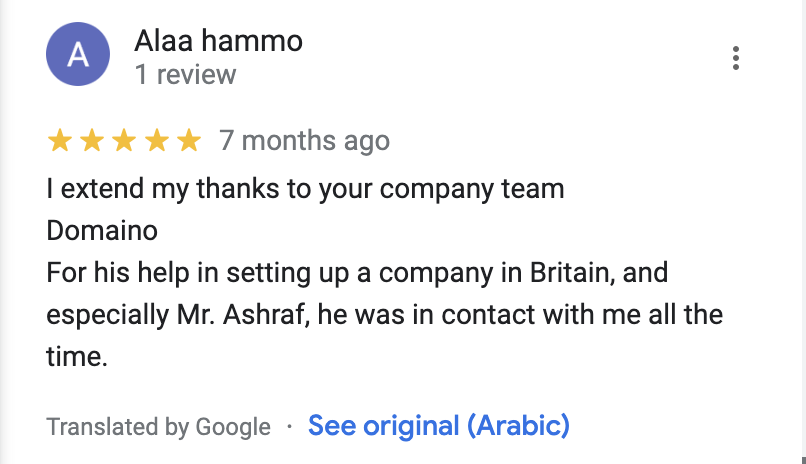 A
Alaa hammo
1 review
7 months ago
I extend my thanks to your company team
Domaino
For his help in setting up a company in Britain, and
especially Mr. Ashraf, he was in contact with me all the
time.
Translated by Google · See original (Arabic)